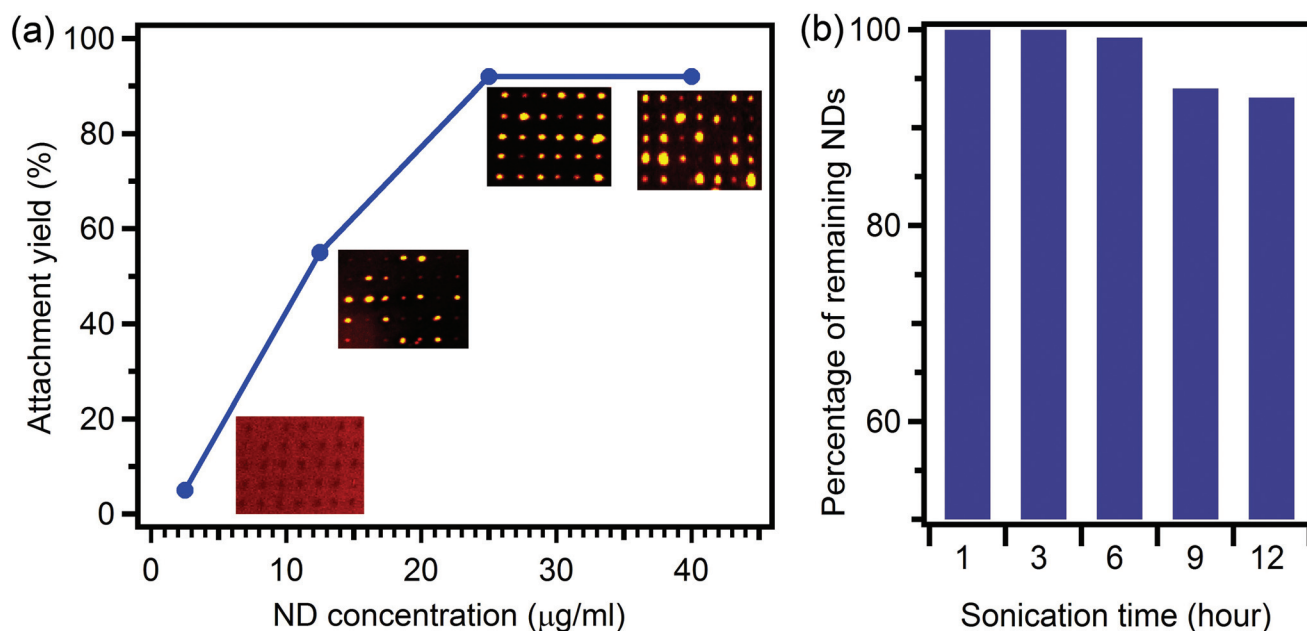 (a)
100
80
60
40
20
0
Attachment yield (%)
0 10 20 30 40
ND concentration (μg/ml)
(b)
100
80
60
Percentage of remaining NDs
1 3 6 9 12
Sonication time (hour)